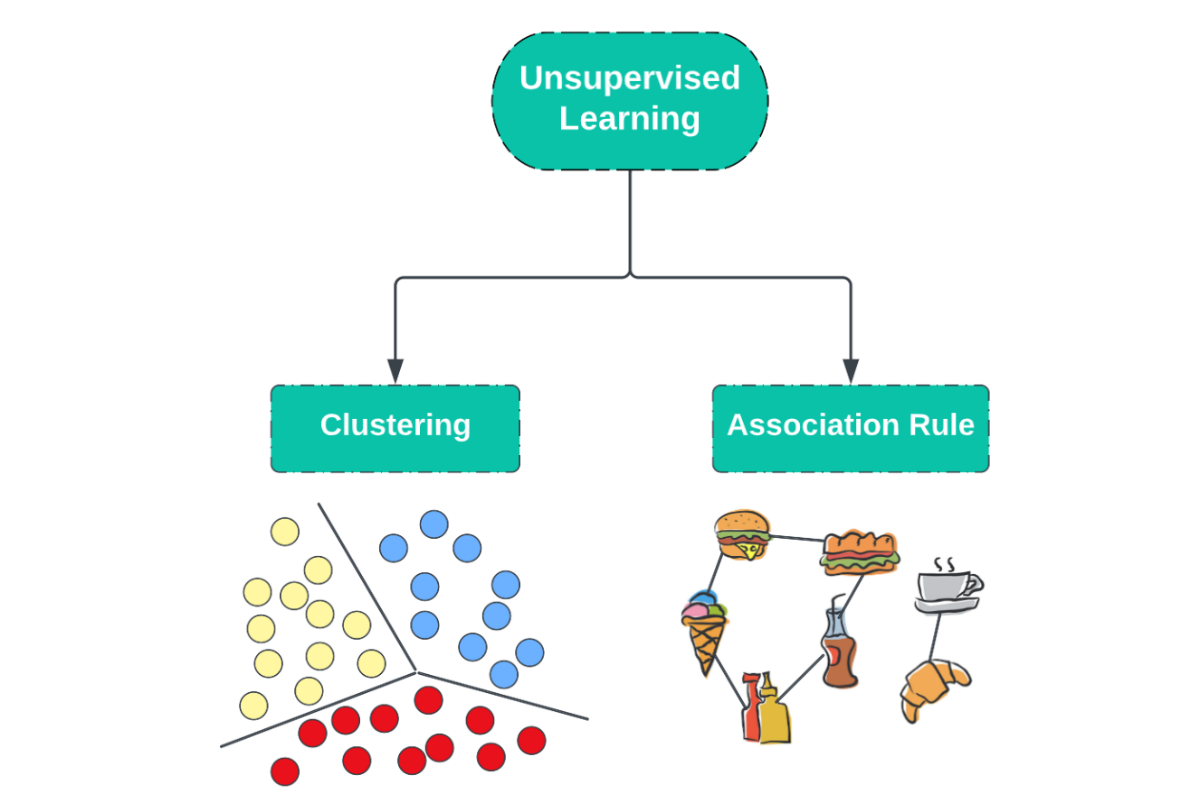 Unsupervised
Learning
Clustering
Association Rule